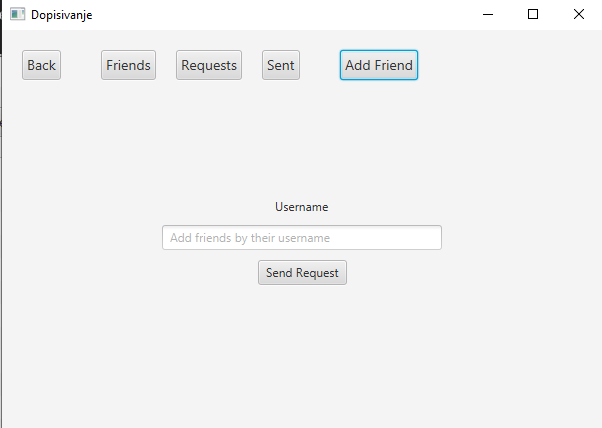 Dopisivanje
Back Friends Requests Sent Add Friend
Username
Add friends by their username
Send Request